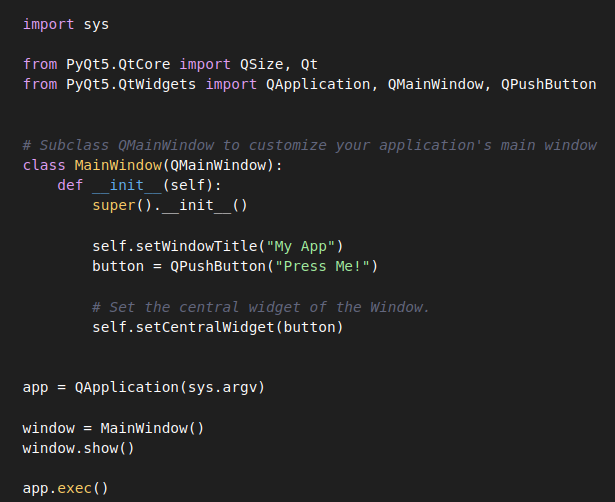 import sys

from PyQt5.QtCore import QSize, Qt
from PyQt5.QtWidgets import QApplication, QMainWindow, QPushButton


# Subclass QMainWindow to customize your application's main window
class MainWindow(QMainWindow):
    def __init__(self):
        super().__init__()

        self.setWindowTitle("My App")
        button = QPushButton("Press Me!")

        # Set the central widget of the Window.
        self.setCentralWidget(button)


app = QApplication(sys.argv)

window = MainWindow()
window.show()

app.exec()